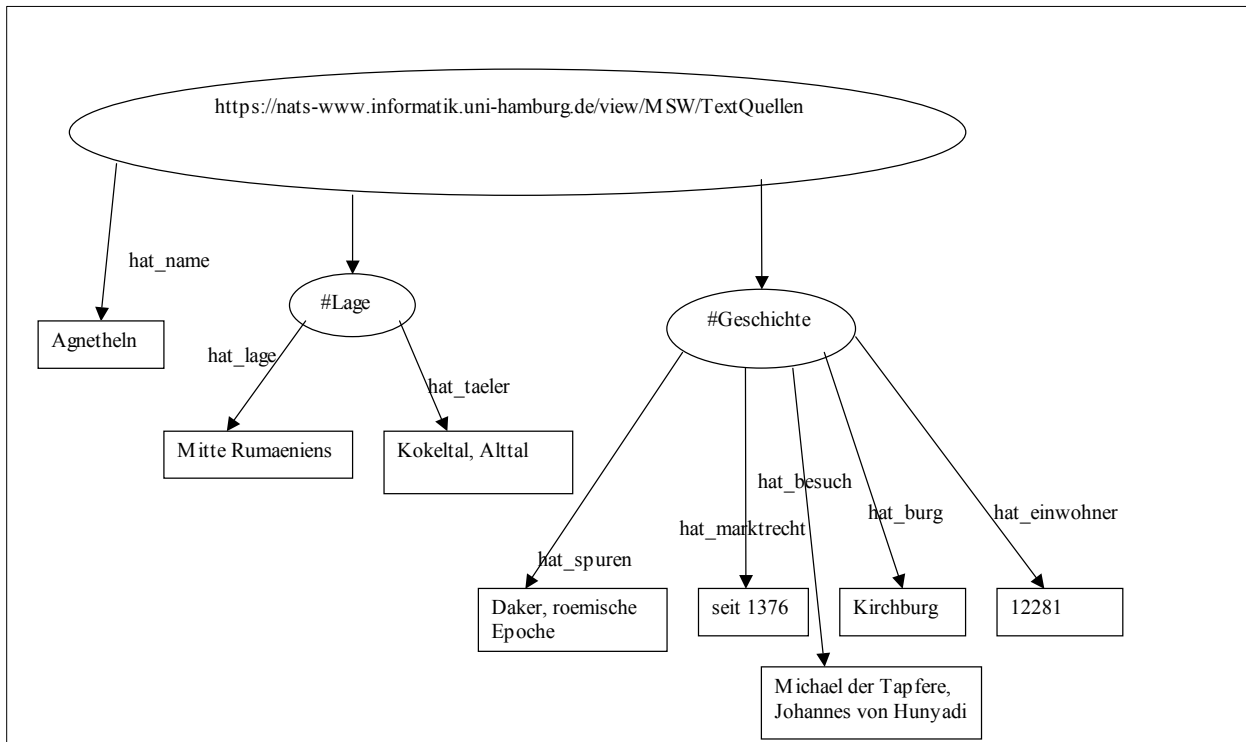 https://nats-www.informatik.uni-hamburg.de/view/MSW/TextQuellen
hat_name
#Lage
#Geschichte
Agnetheln
hat_lage
hat_taeler
Mitte Rumaeniens
Kokeltal, Alttal
hat_besuch
hat_burg
hat_einwohner
hat_marktrecht
hat_spuren
Daker, roemische
Epoche
seit 1376
Kirchburg
12281
Michael der Tapfere,
Johannes von Hunyadi